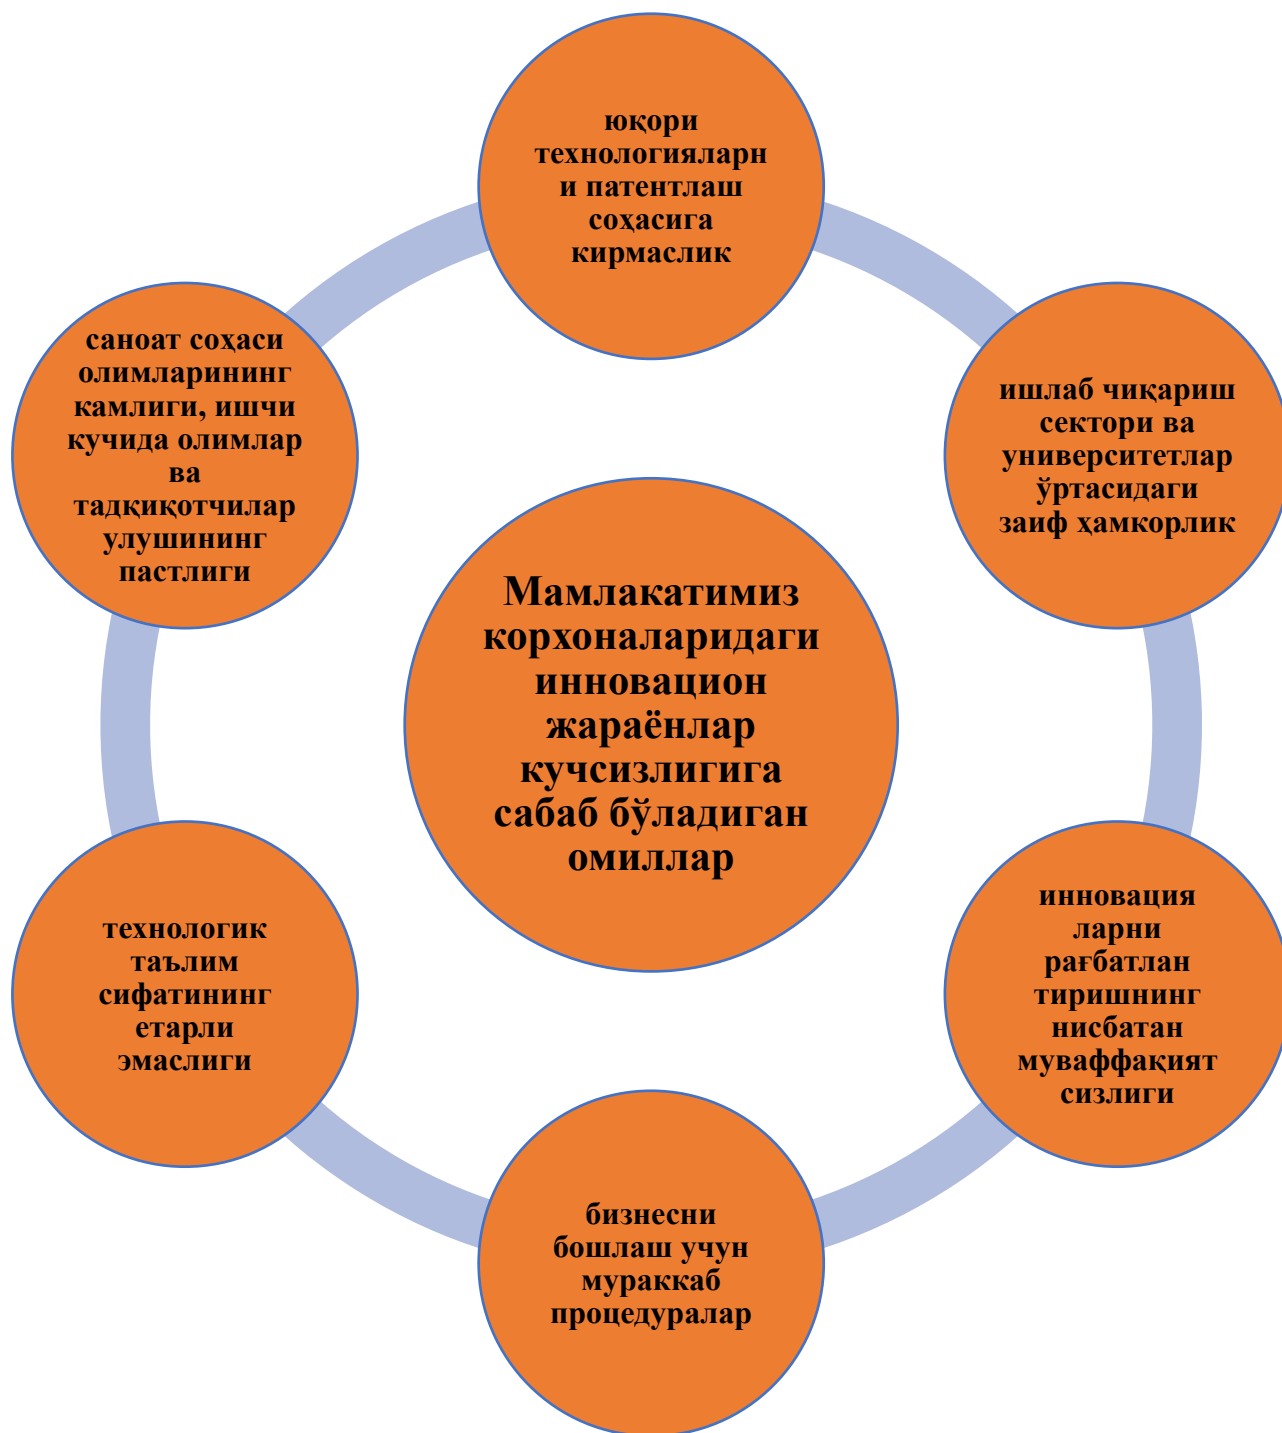 юқори
технологиярн
и патентлаш
соҳасига
кирмаслик
ишлаб чиқариш
сектори ва
университетлар
ўртасидаги
заиф ҳамкорлик
инновация
ларни
рағбатлан
тиришнинг
нисбатан
муваффақият
сизлиги
бизнесни
бошлаш учун
мураккаб
процедуралар
технологик
таълим
сифатининг
етарли
эмаслиги
саноат соҳаси
олимларининг
камлиги, ишчи
кучида олимлар
ва
тадқиқотчилар
улушининг
пастлиги
Мамлакатимиз
корхоналаридаги
инновацион
жараёнлар
кучсизлигига
сабаб бўладиган
омиллар